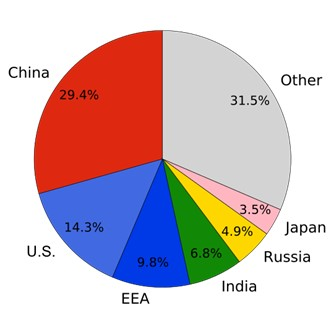 China
29.4%
Other
31.5%
14.3%
U.S.
9.8%
EEA
6.8%
India
4.9%
Russia
3.5%
Japan